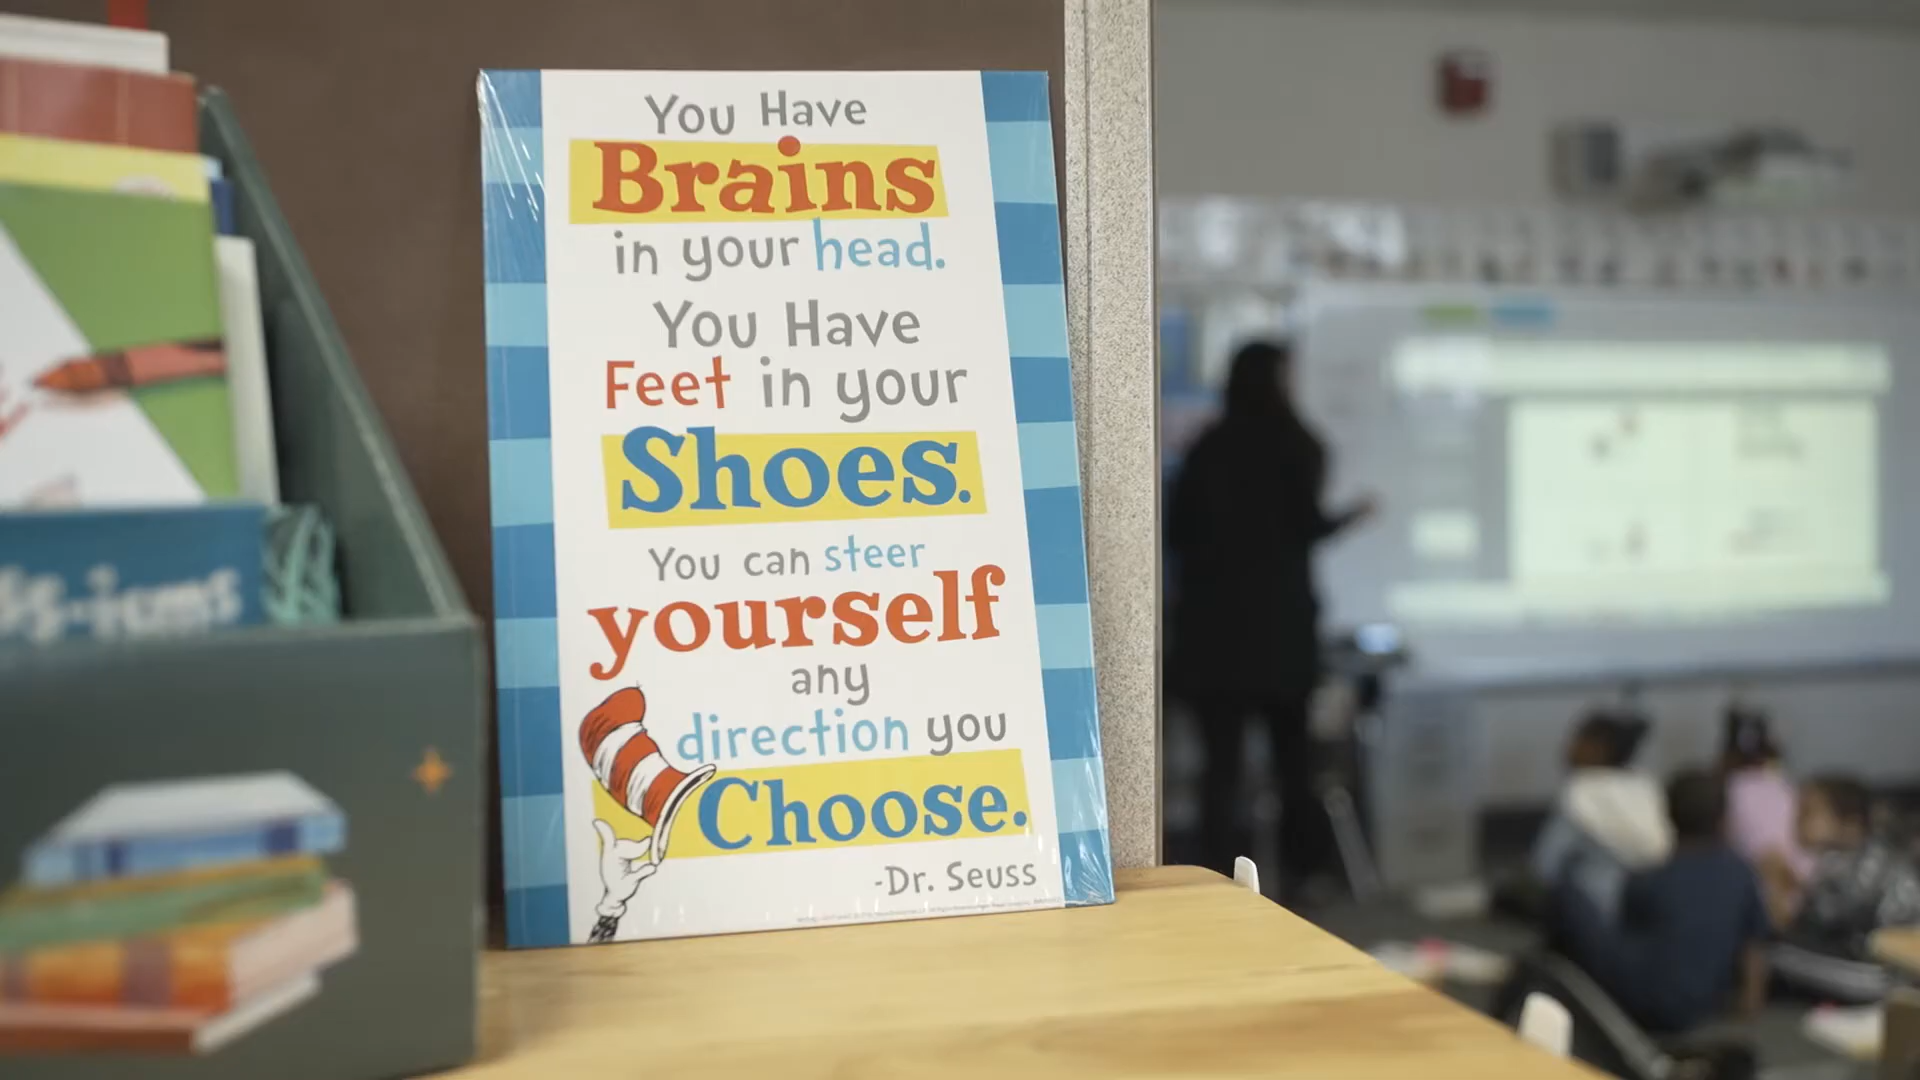 You Have
Brains
in your head.
You Have
Feet in your
Shoes.
You can steer
yourself
any
direction you
Choose.
-Dr. Seuss